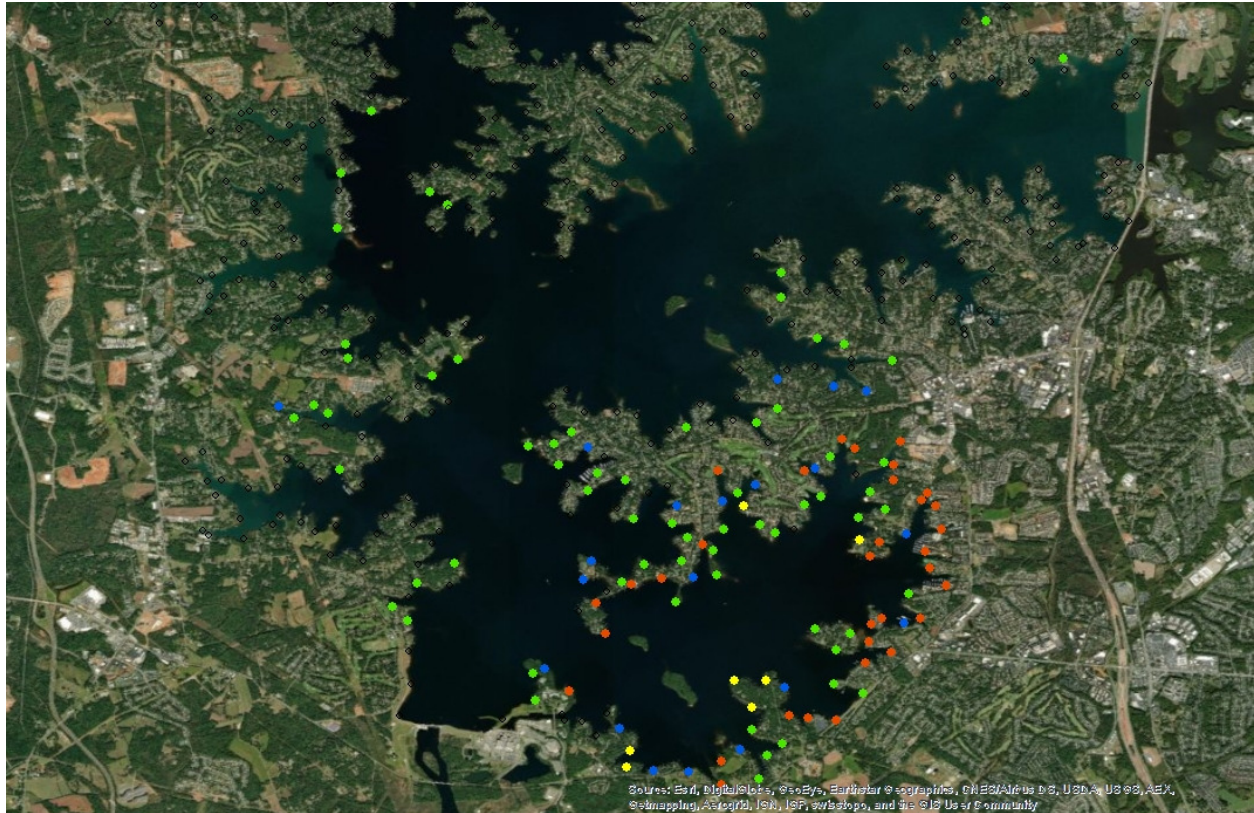 Source: Esri, DigitalGlobe, GeoEye, Earthstar Geographics, CNES/Airbus DS, USDA, USGS, AEX,
Getmapping, Aerogrid, IGN, IGP, swisstopo, and the GIS User Community